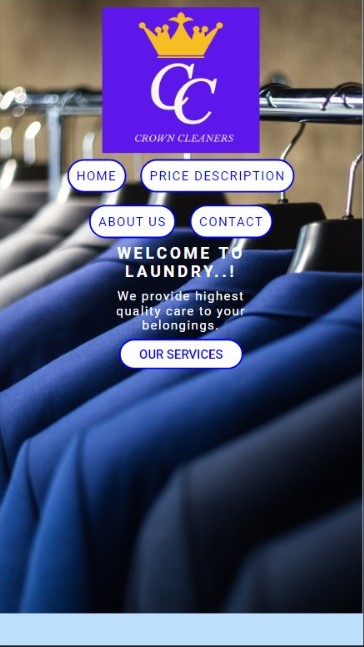 CC
CROWN CLEANERS
HOME
PRICE DESCRIPTION
ABOUT US
CONTACT
WELCOME TO
LAUNDRY..!
We provide highest
quality care to your
belongings.
OUR SERVICES